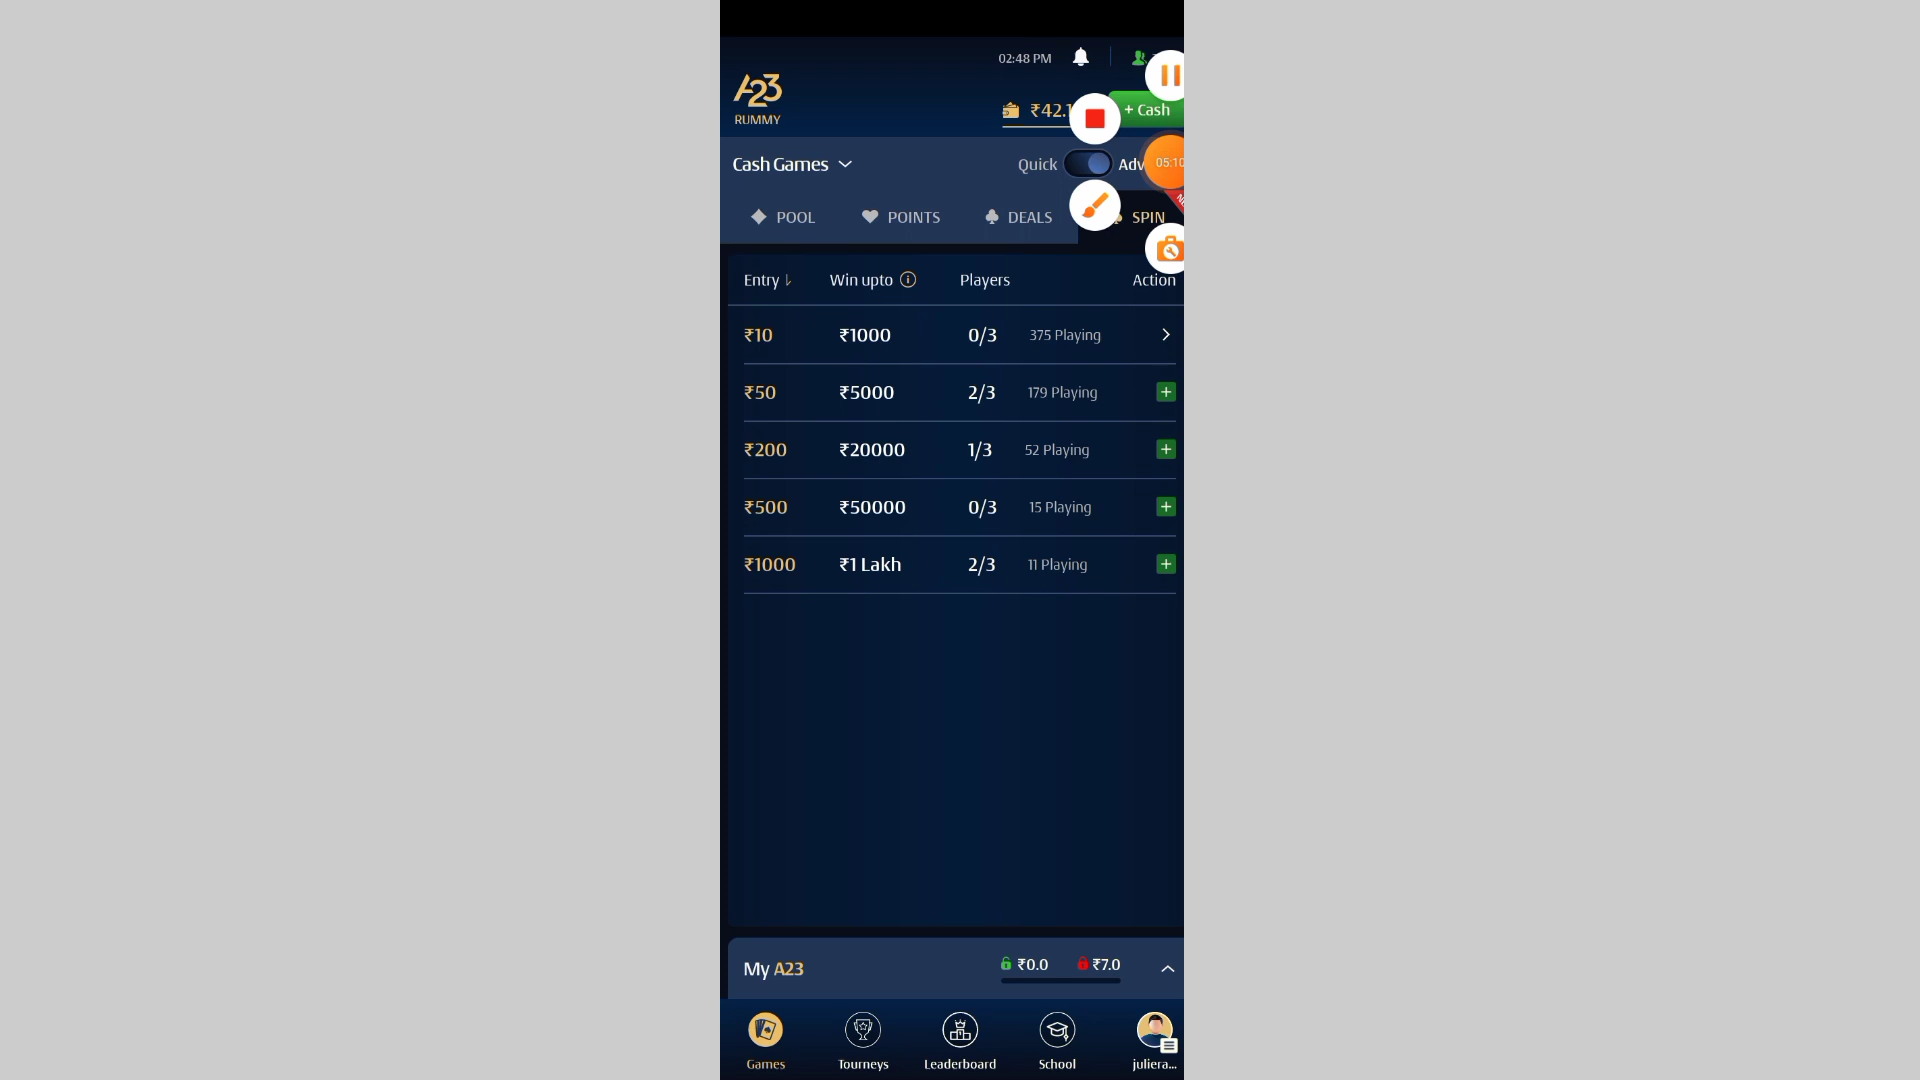 02:48 PM
A23
RUMMY
₹42.1
+ Cash
Cash Games
Quick
Adv
05:10
POOL
POINTS
DEALS
SPIN
Entry
Win upto
Players
Action
₹10 ₹1000 0/3 375 Playing
₹50 ₹5000 2/3 179 Playing
₹200 ₹20000 1/3 52 Playing
₹500 ₹50000 0/3 15 Playing
₹1000 ₹1 Lakh 2/3 11 Playing
My A23
₹0.0
₹7.0
Games
Tourneys
Leaderboard
School
juliera...